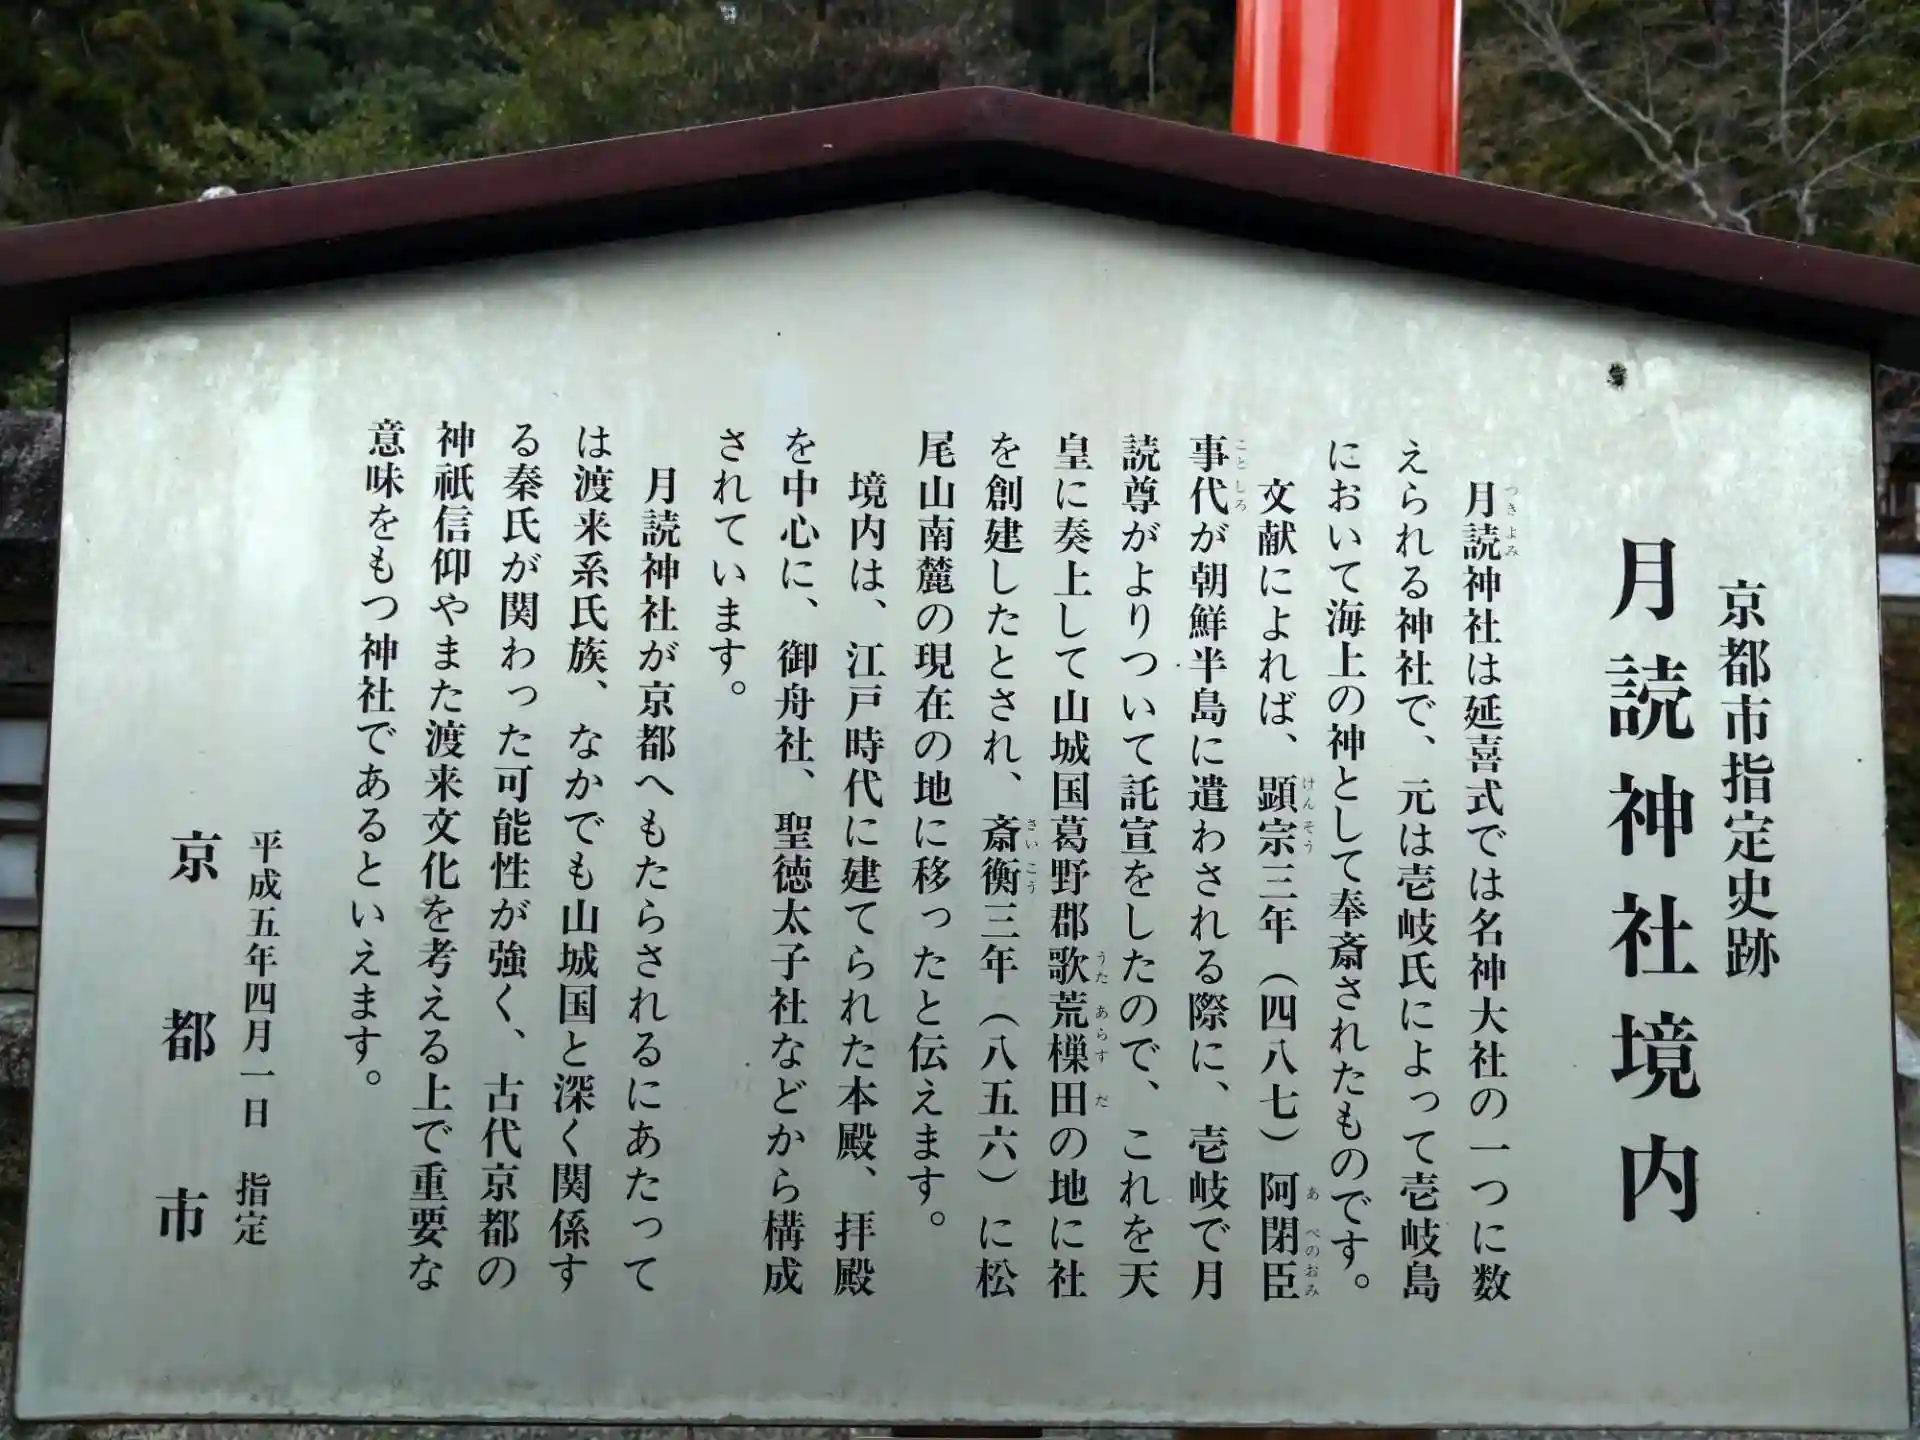 京都市指定史跡
月読神社境内
月読神社は延喜式では名神大社の一つに数
えられる神社で、元は壱岐氏によって壱岐島
において海上の神として奉斎されたものです。
文献によれば、顕宗三年(四八七)阿閉臣
事代が朝鮮半島に遣わされる際に、壱岐で月
読尊がよりついて託宣をしたので、これを天
皇に奏上して山城国葛野郡歌荒樔田の地に社
を創建したとされ、斎衡三年(八五六)に松
尾山南麓の現在の地に移ったと伝えます。
境内は、江戸時代に建てられた本殿、拝殿
を中心に、御舟社、聖徳太子社などから構成
されています。
月読神社が京都へもたらされるにあたって
は渡来系氏族、なかでも山城国と深く関係す
る秦氏が関わった可能性が強く、古代京都の
神祇信仰やまた渡来文化を考える上で重要な
意味をもつ神社であるといえます。
平成五年四月一日 指定
京都市